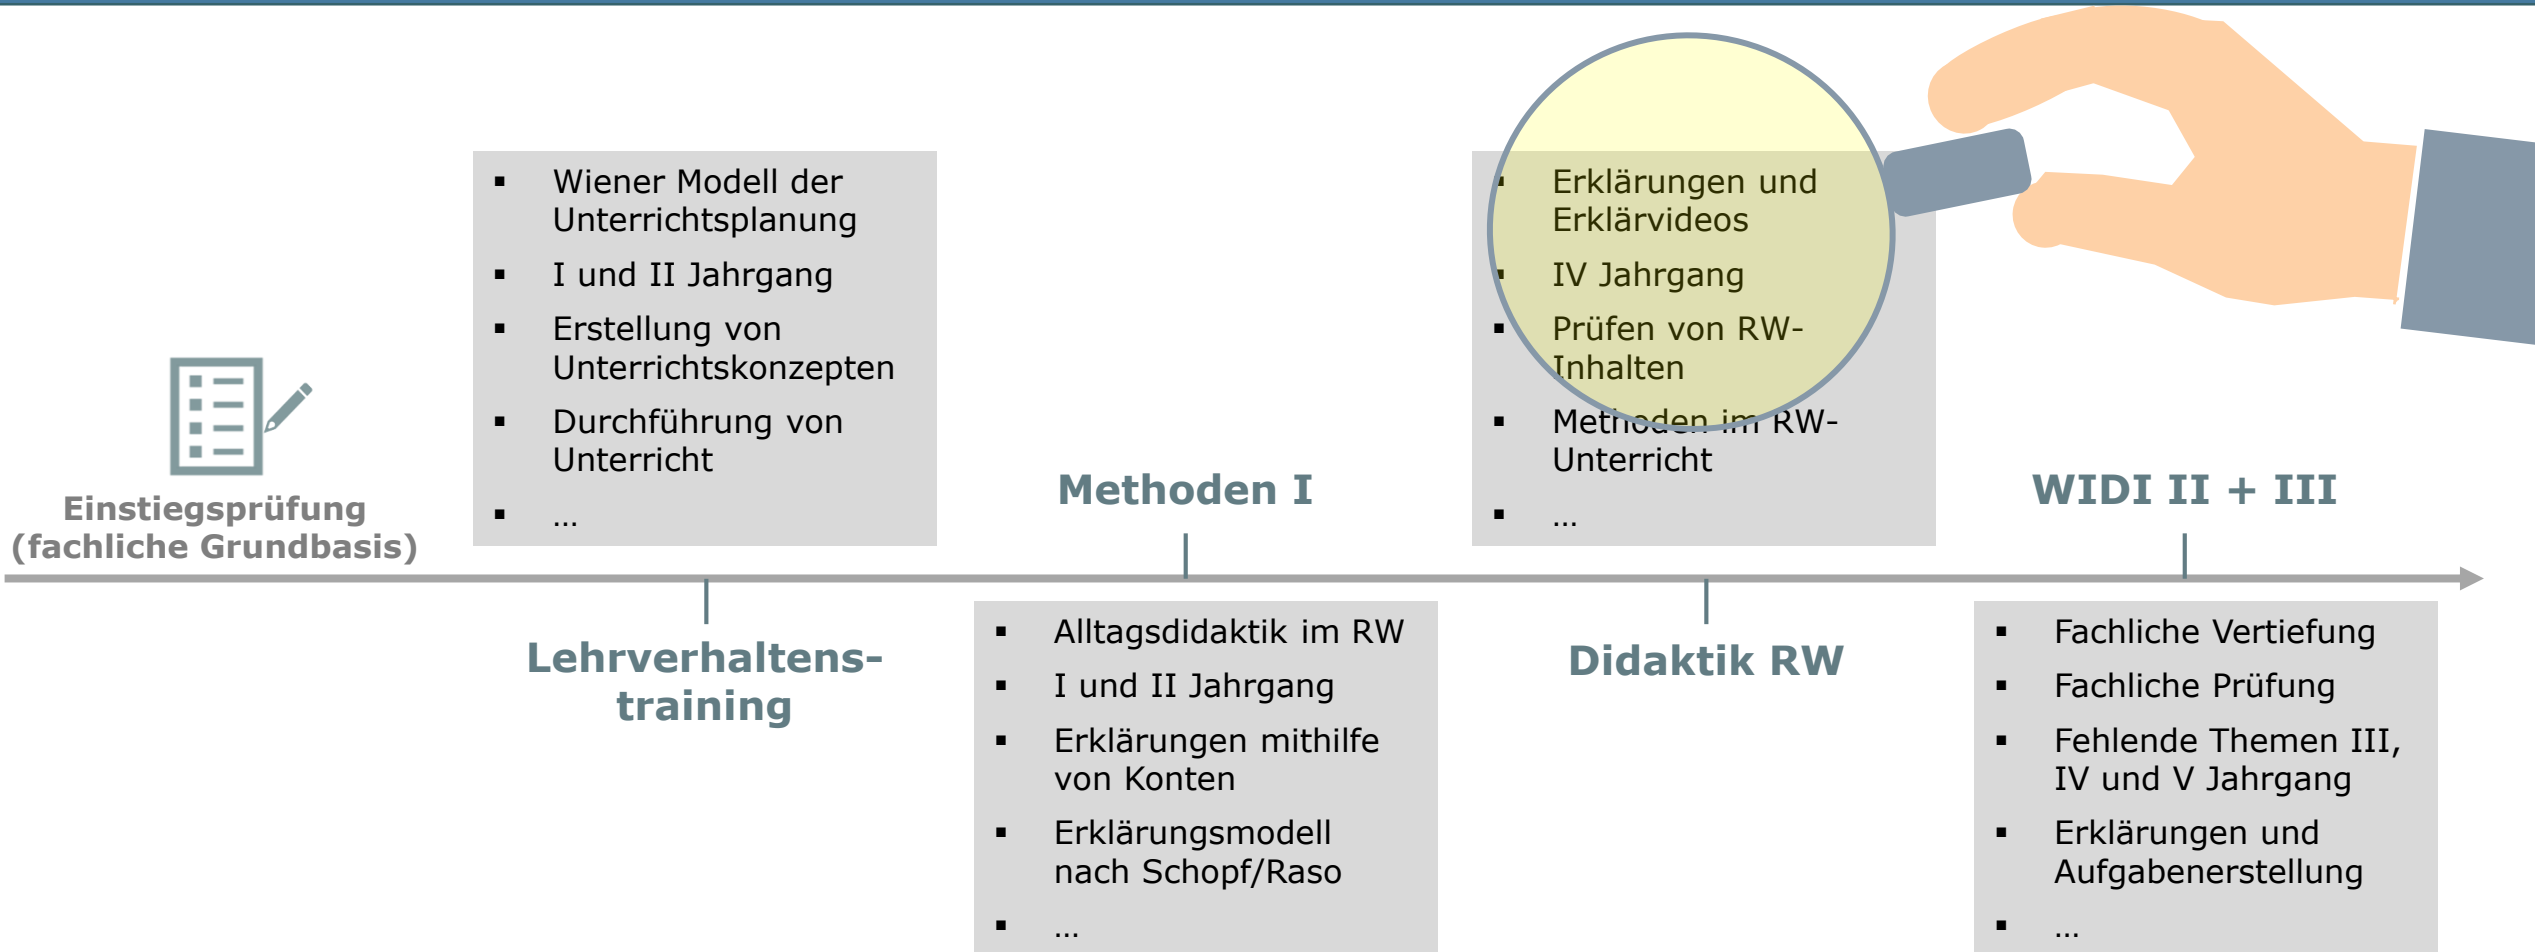 Einstiegsprüfung
(fachliche Grundbasis)
▪ Wiener Modell der
Unterrichtsplanung
▪ I und II Jahrgang
▪ Erstellung von
Unterrichtskonzepten
▪ Durchführung von
Unterricht
▪ …
Lehrverhaltens-
training
Methoden I
▪ Alltagsdidaktik im RW
▪ I und II Jahrgang
▪ Erklärungen mithilfe
von Konten
▪ Erklärungsmodell
nach Schopf/Raso
▪ …
▪ Erklärungen und
Erklärvideos
▪ IV Jahrgang
▪ Prüfen von RW-
Inhalten
▪ Methoden im RW-
Unterricht
▪ …
Didaktik RW
WIDI II + III
▪ Fachliche Vertiefung
▪ Fachliche Prüfung
▪ Fehlende Themen III,
IV und V Jahrgang
▪ Erklärungen und
Aufgabenerstellung
▪ …